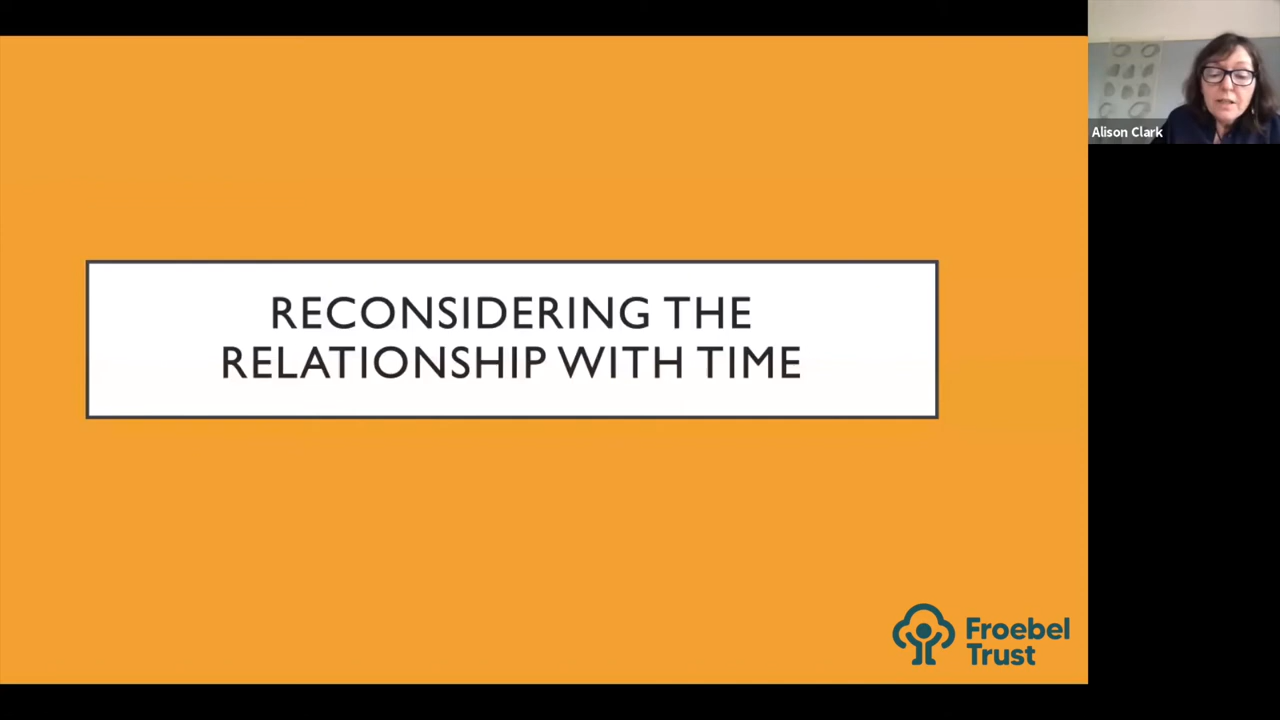 RECONSIDERING THE
RELATIONSHIP WITH TIME
Froebel
Trust
Alison Clark